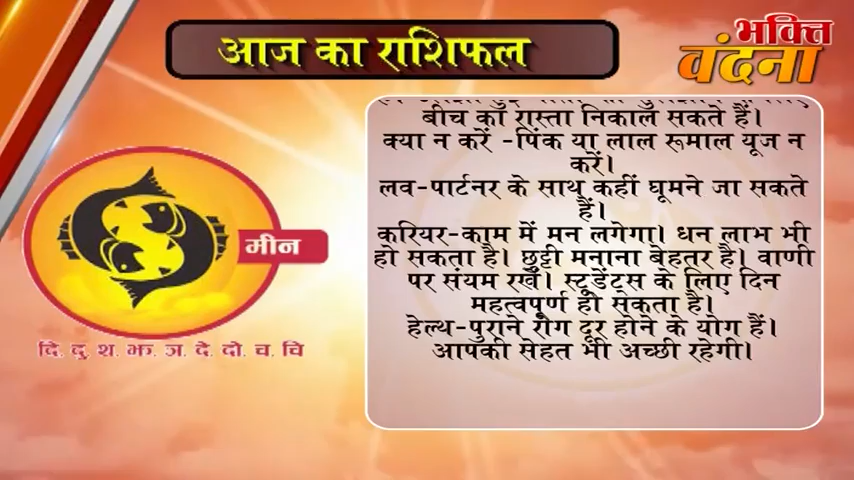 आज का राशिफल
भक्ति
वंदना
बीच का रास्ता निकाल सकते हैं।
क्या न करें -पिंक या लाल रूमाल यूज न
करें।
लव-पार्टनर के साथ कहीं घूमने जा सकते
हैं।
करियर-काम में मन लगेगा। धन लाभ भी
हो सकता है। छुट्टी मनाना बेहतर है। वाणी
पर संयम रखें। स्टूडेंट्स के लिए दिन
महत्वपूर्ण हो सकता है।
हेल्थ-पुराने रोग दूर होने के योग हैं।
आपकी सेहत भी अच्छी रहेगी।
मीन
दि. दु. श. झ. ञ. दे. दो. च. चि